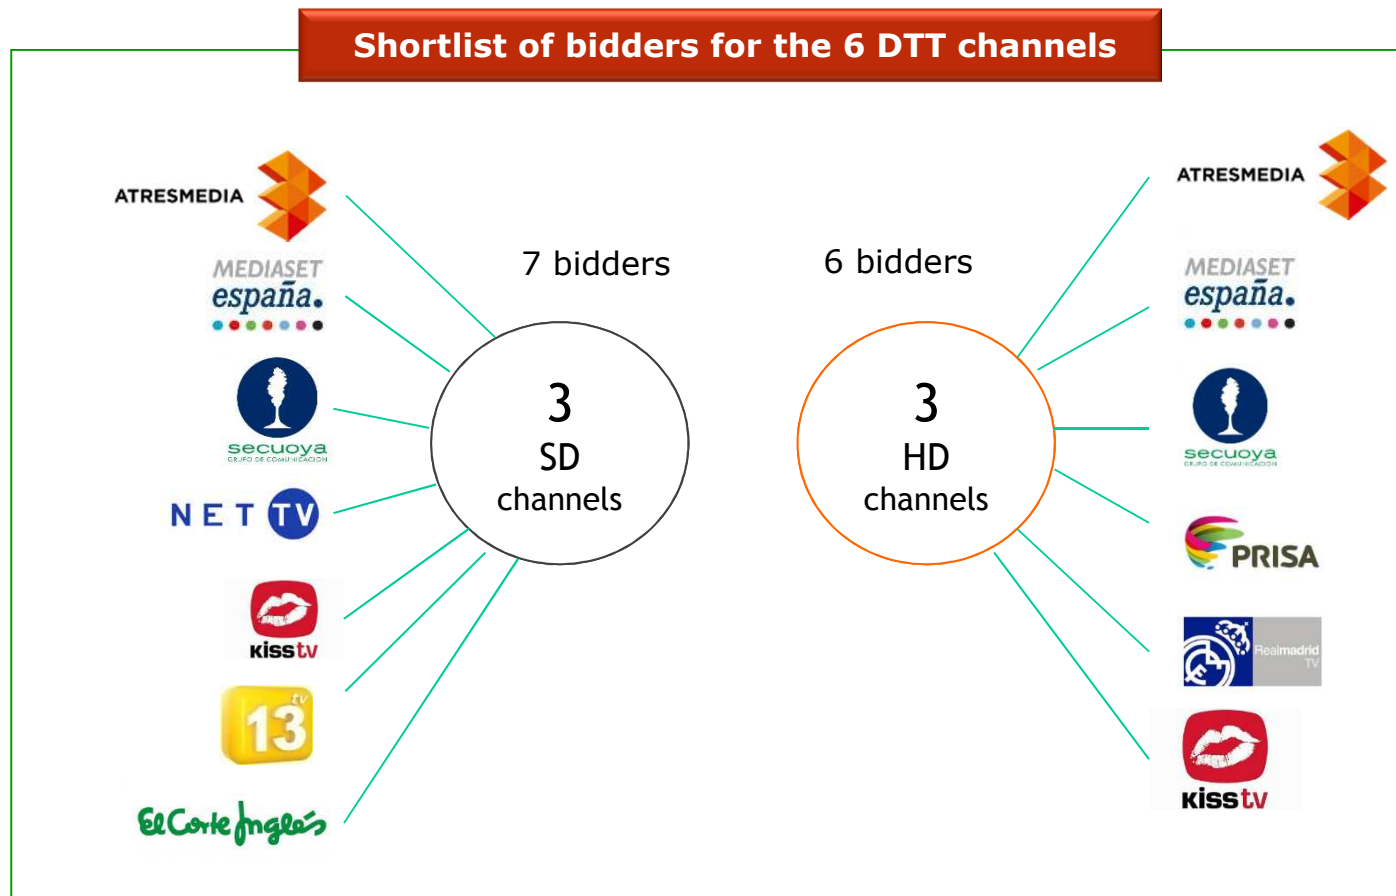 Shortlist of bidders for the 6 DTT channels
ATRESMEDIA
MEDIASET
españa.
secuoya
GRUPO DE COMUNICACIÓN
NET TV
KISStv
tv
13
El Corte Inglés
7 bidders
3
SD
channels
6 bidders
3
HD
channels
ATRESMEDIA
MEDIASET
españa.
secuoya
GRUPO DE COMUNICACIÓN
PRISA
Realmadrid
TV
KISStv